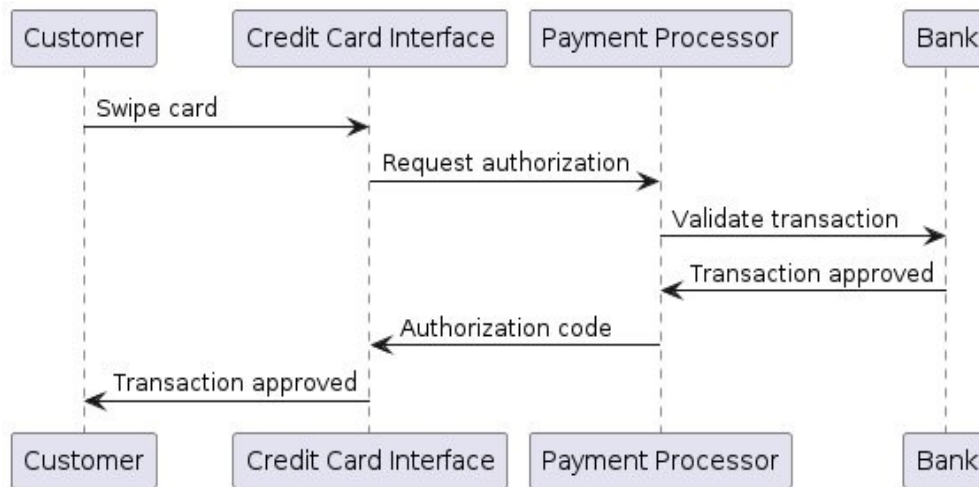 Customer
Credit Card Interface
Payment Processor
Bank
Swipe card
Request authorization
Validate transaction
Transaction approved
Authorization code
Transaction approved
Customer
Credit Card Interface
Payment Processor
Bank